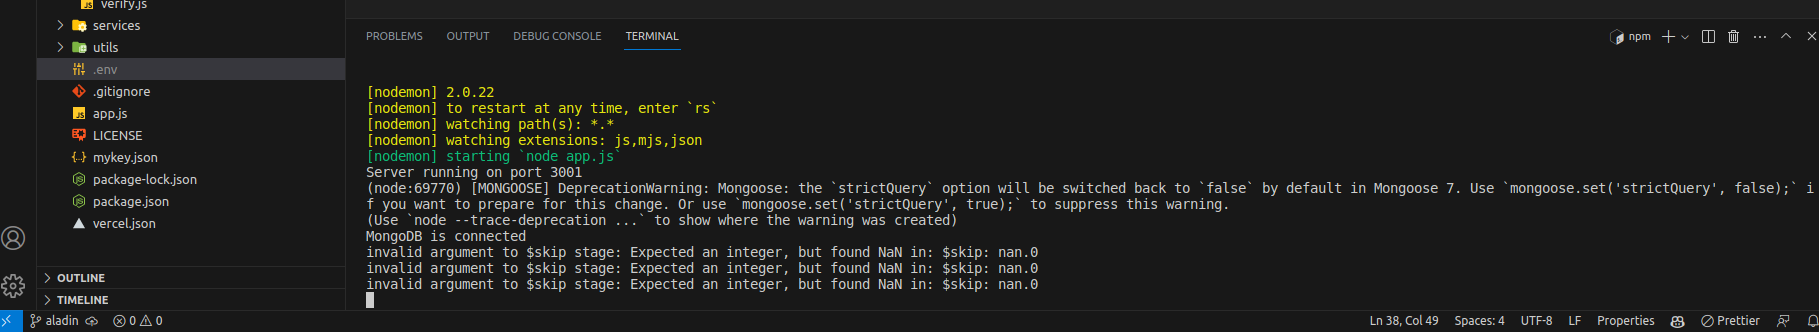 verify.js
services
utils
.env
.gitignore
app.js
LICENSE
mykey.json
package-lock.json
package.json
vercel.json
OUTLINE
TIMELINE
PROBLEMS OUTPUT DEBUG CONSOLE TERMINAL
npm
[nodemon] 2.0.22
[nodemon] to restart at any time, enter `rs`
[nodemon] watching path(s): *.*
[nodemon] watching extensions: js,mjs,json
[nodemon] starting `node app.js`
Server running on port 3001
(node:69770) [MONGOOSE] DeprecationWarning: Mongoose: the `strictQuery` option will be switched back to `false` by default in Mongoose 7. Use `mongoose.set('strictQuery', false);` i
f you want to prepare for this change. Or use `mongoose.set('strictQuery', true);` to suppress this warning.
(Use `node --trace-deprecation ...` to show where the warning was created)
MongoDB is connected
invalid argument to $skip stage: Expected an integer, but found NaN in: $skip: nan.0
invalid argument to $skip stage: Expected an integer, but found NaN in: $skip: nan.0
invalid argument to $skip stage: Expected an integer, but found NaN in: $skip: nan.0
aladin 0 0 Ln 38, Col 49 Spaces: 4 UTF-8 LF Properties Prettier